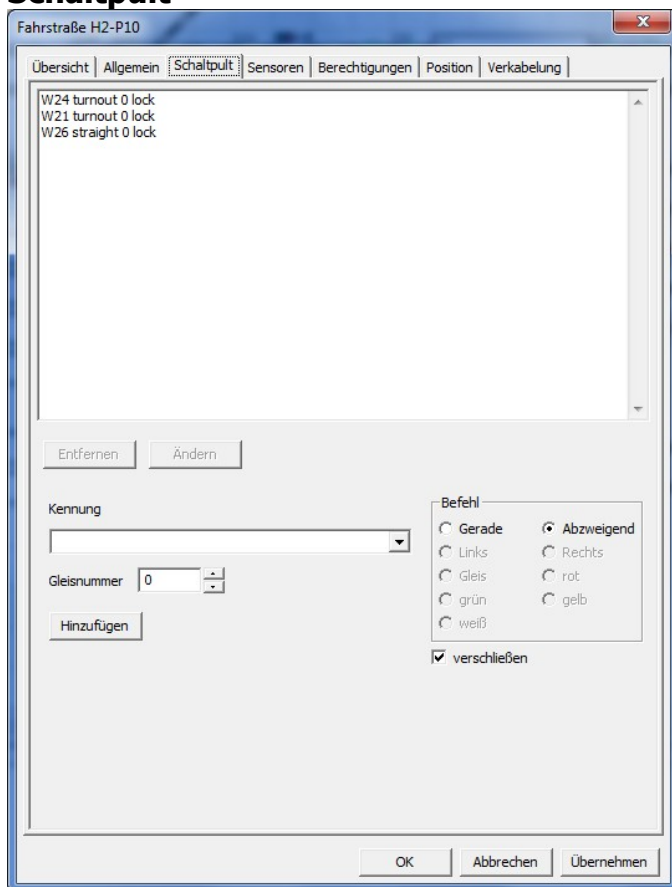 Schaltpult
Fahrstraße H2-P10
Übersicht Allgemein Schaltpult Sensoren Berechtigungen Position Verkabelung
W24 turnout 0 lock
W21 turnout 0 lock
W26 straight 0 lock
Entfernen Ändern
Kennung
Gleisnummer 0
Hinzufügen
Befehl
Gerade Abzweigend
Links Rechts
Gleis rot
grün gelb
weiß
verschließen
OK Abbrechen Übernehmen